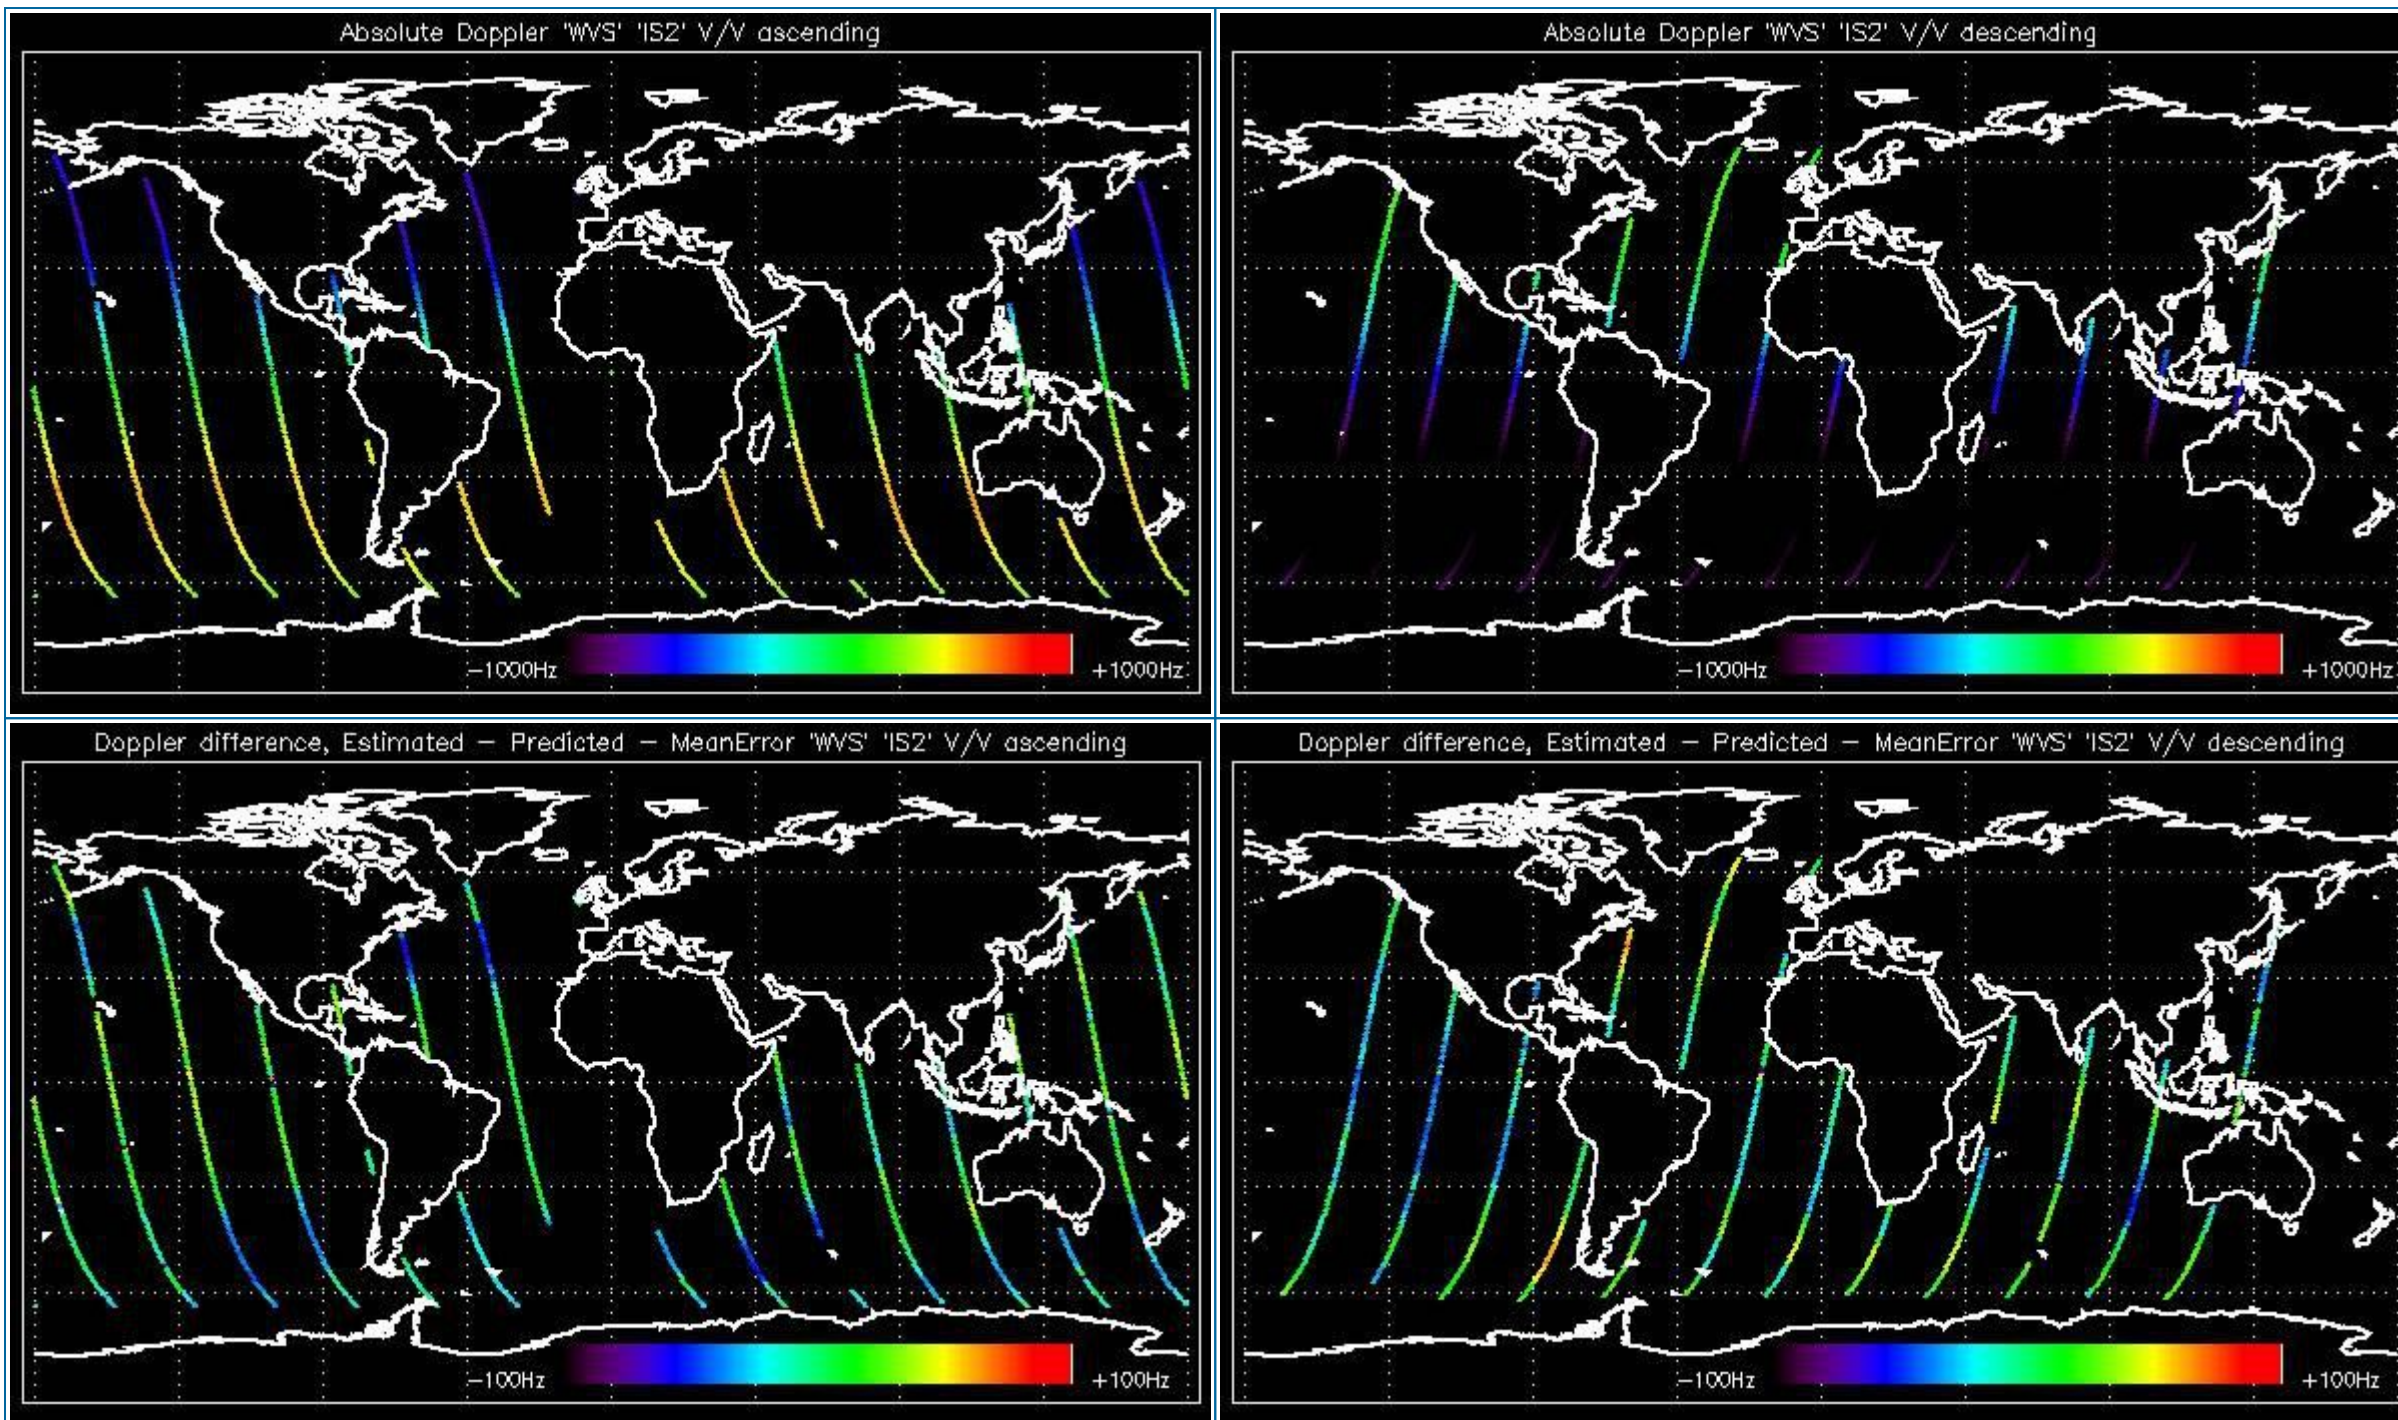 Absolute Doppler 'WVS' 'IS2' V/V ascending
-1000Hz
+1000Hz
Absolute Doppler 'WVS' 'IS2' V/V descending
-1000Hz
+1000Hz
Doppler difference, Estimated - Predicted - MeanError 'WVS' 'IS2' V/V ascending
-100Hz
+100Hz
Doppler difference, Estimated - Predicted - MeanError 'WVS' 'IS2' V/V descending
-100Hz
+100Hz